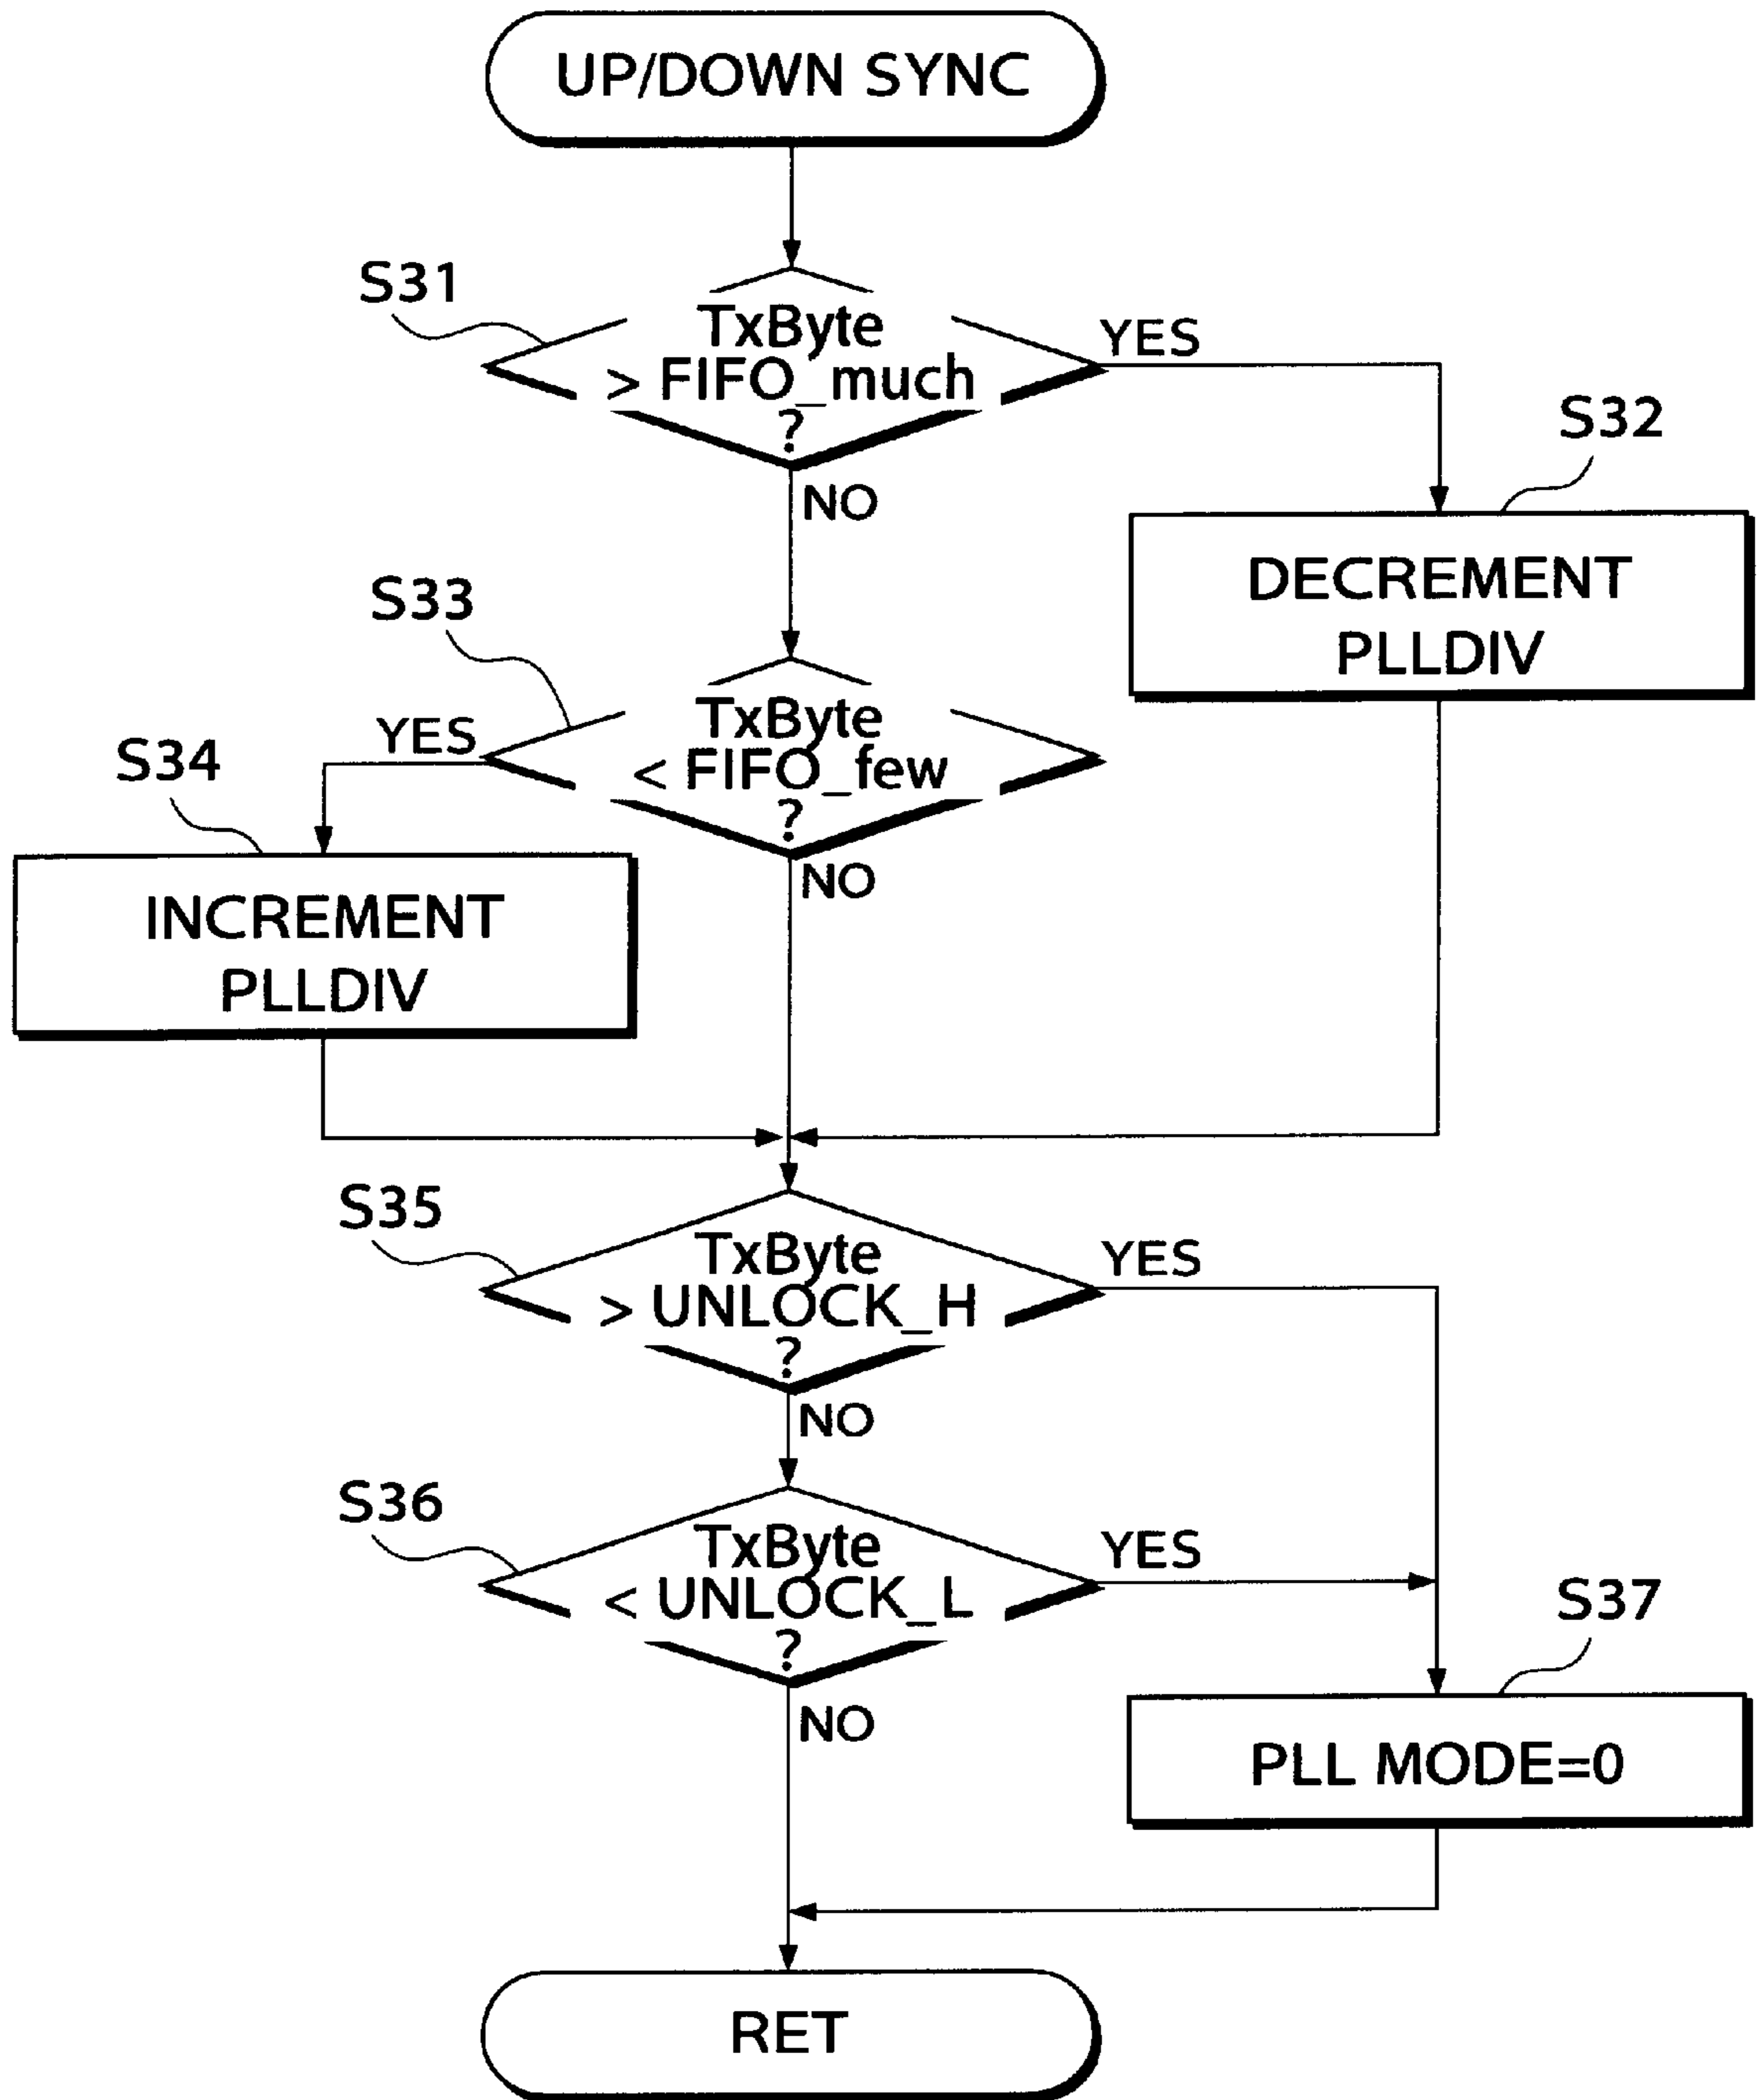 UP/DOWN SYNC
S31
TxByte
> FIFO_much
?
YES
NO
S32
DECREMENT
PLLDIV
S33
TxByte
< FIFO_few
?
YES
NO
S34
INCREMENT
PLLDIV
S35
TxByte
> UNLOCK_H
?
YES
NO
S36
TxByte
< UNLOCK_L
?
YES
NO
S37
PLL MODE=0
RET